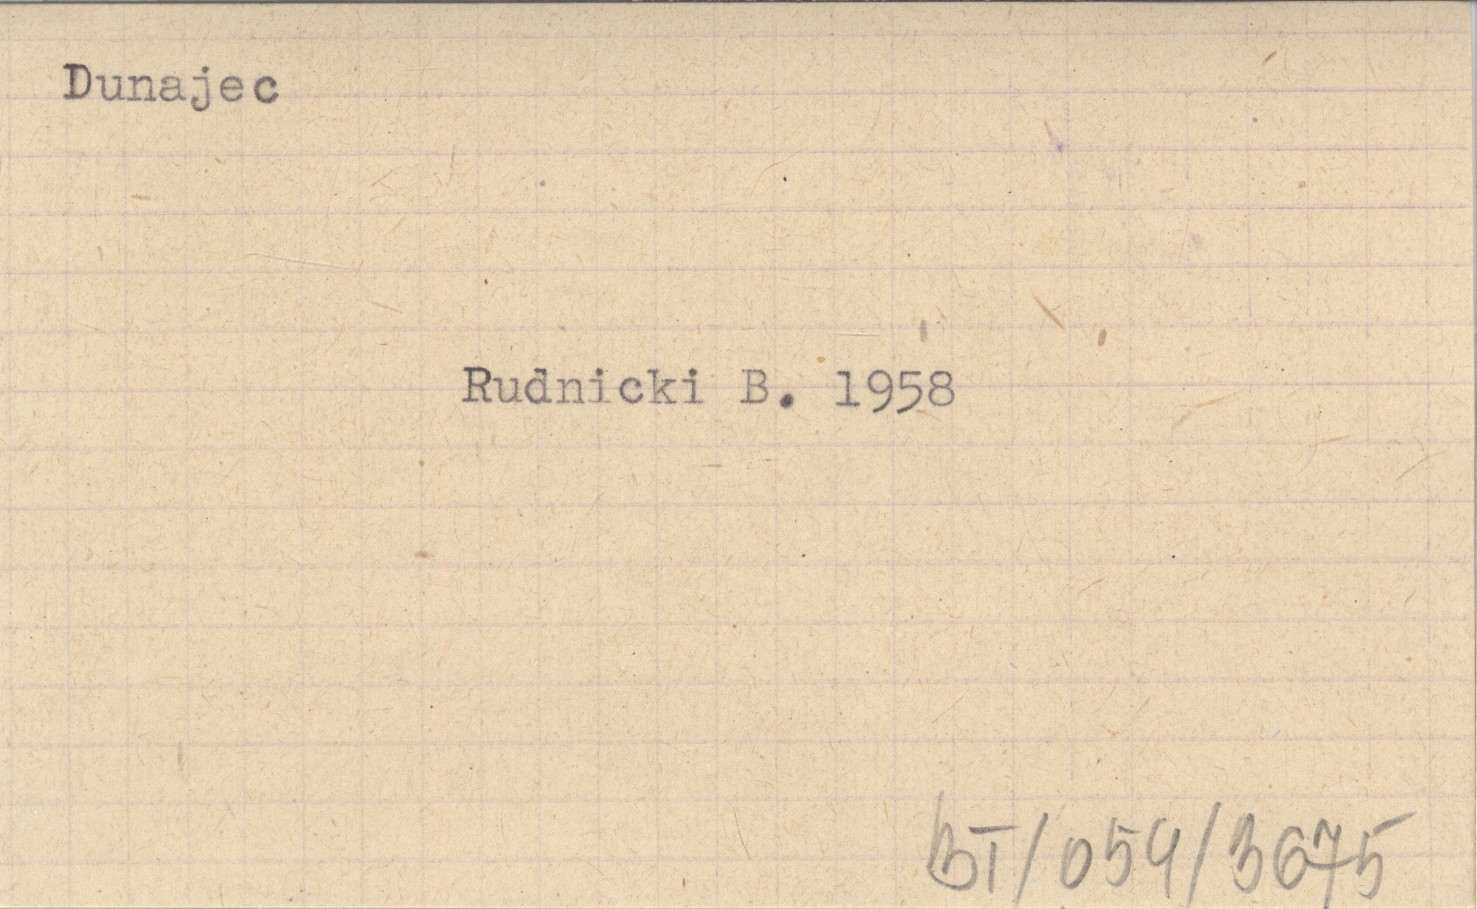 Dunajec
Rudnicki B. 1958
BT/054/3675